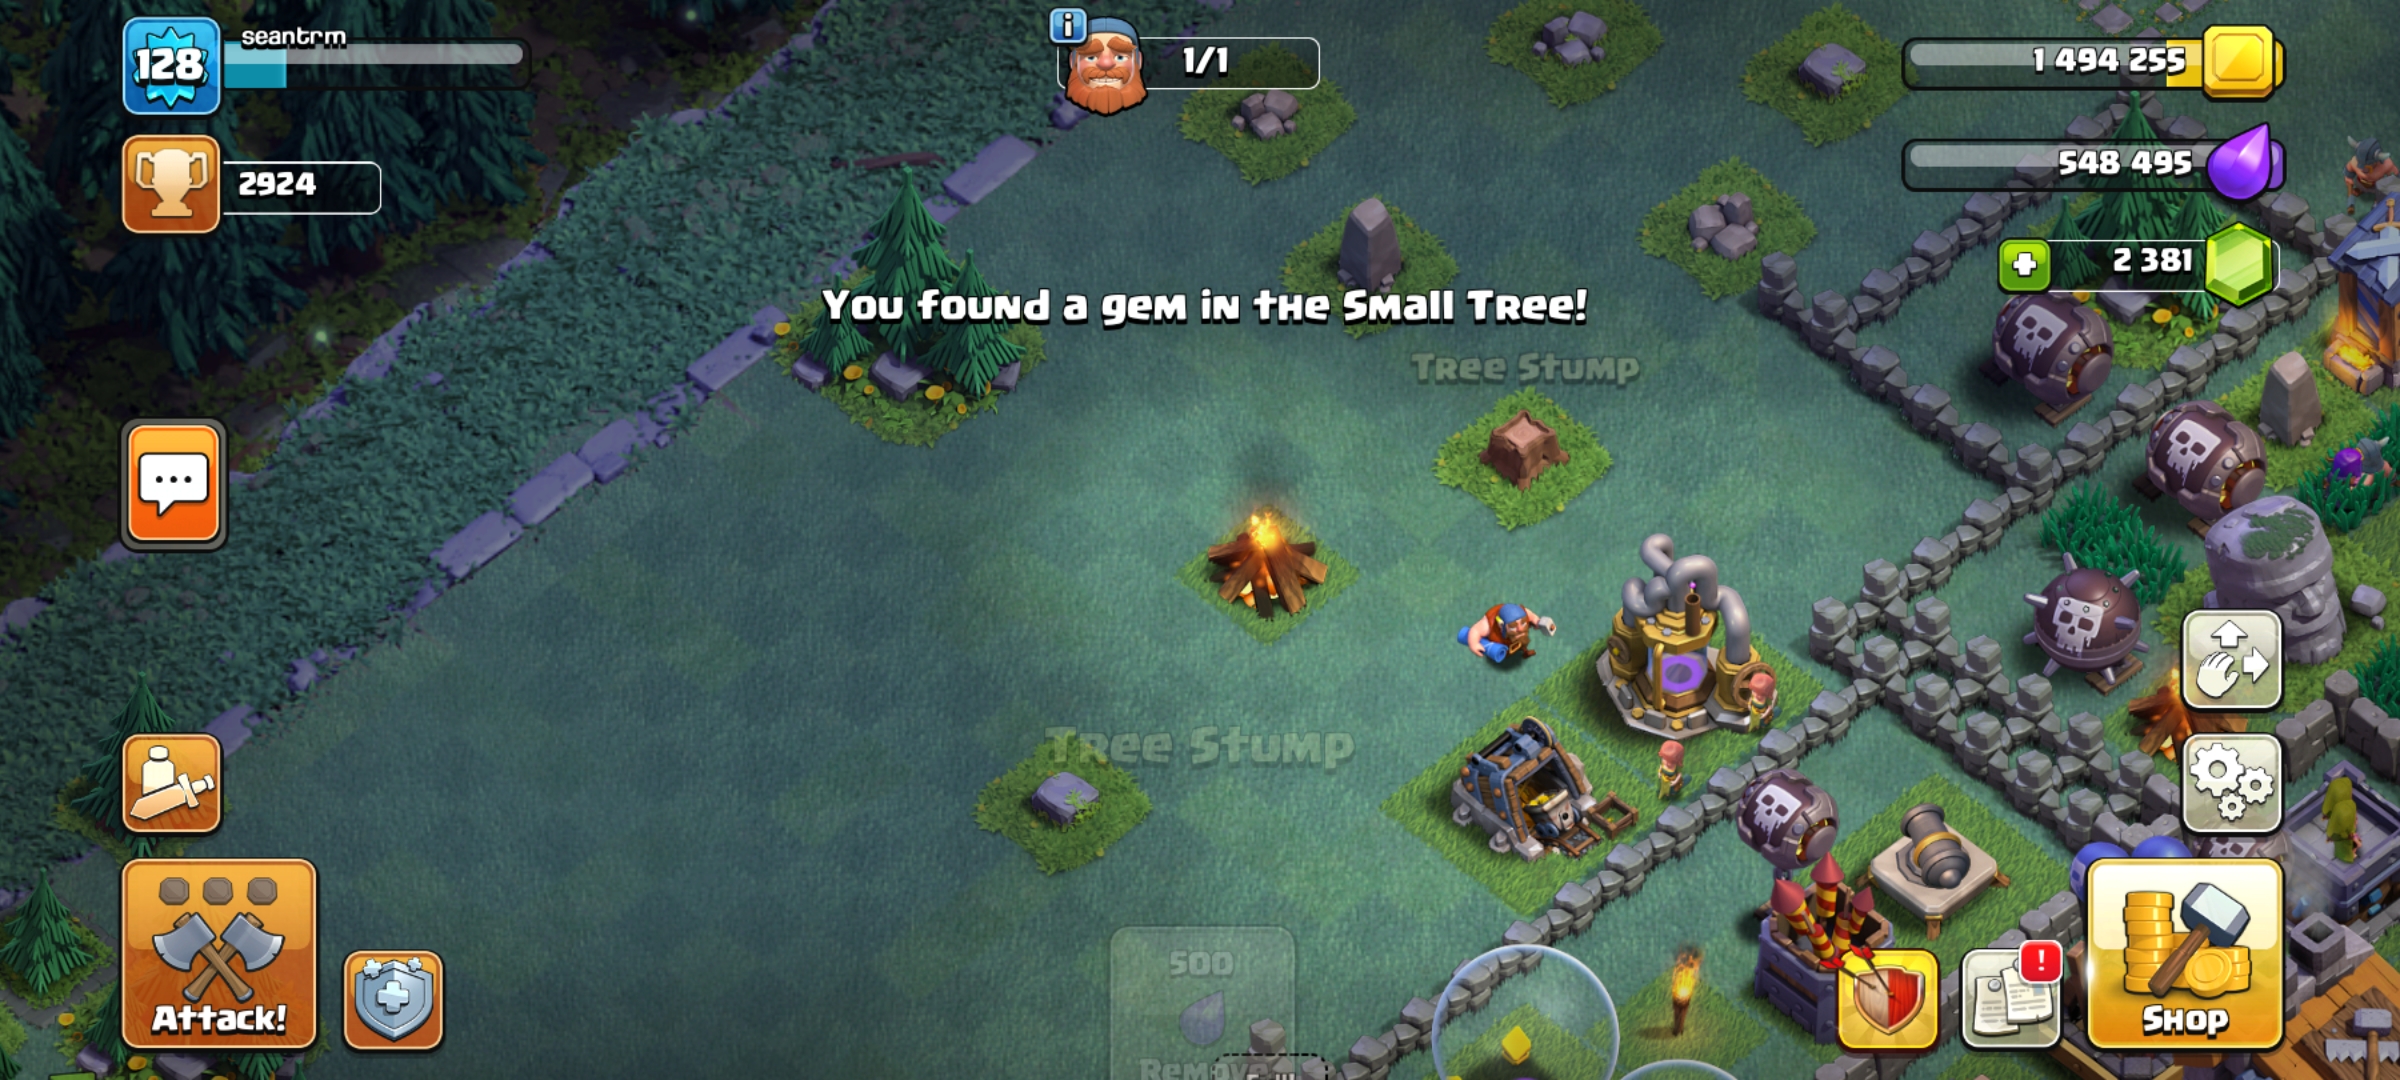 128
seantrm
i
1/1
1 494 255
2924
548 495
2 381
You found a gem in the Small Tree!
Tree Stump
Tree Stump
500
Remove
Attack!
!
Shop